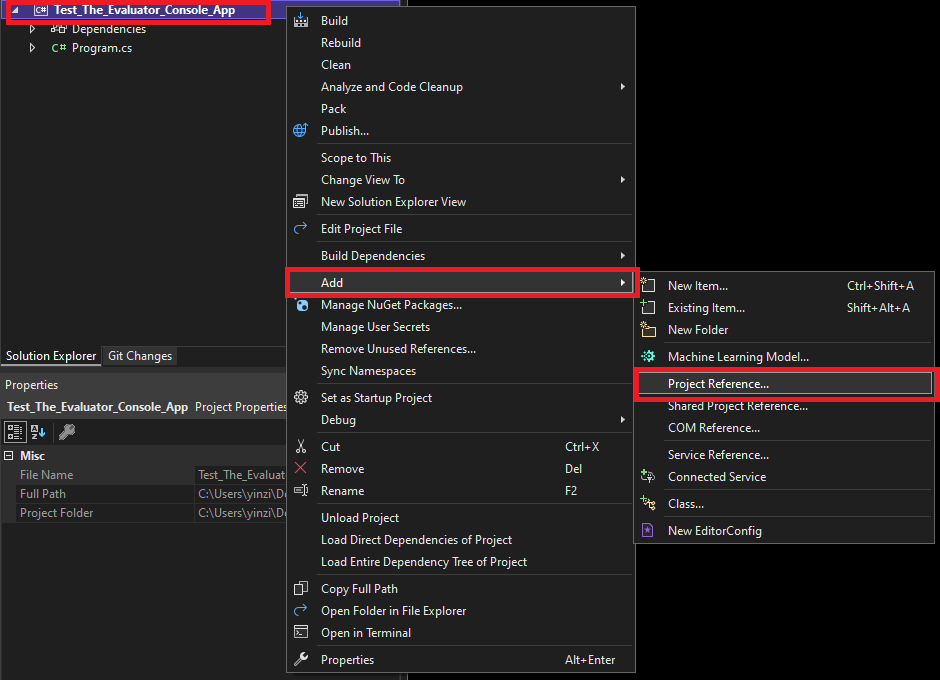 C# Test_The_Evaluator_Console_App
Dependencies
C# Program.cs
Solution Explorer Git Changes
Properties
Test_The_Evaluator_Console_App Project Properties
Misc
File Name Test_The_Evaluat
Full Path C:\Users\yinzi\D
Project Folder C:\Users\yinzi\D
Build
Rebuild
Clean
Analyze and Code Cleanup
Pack
Publish...
Scope to This
Change View To
New Solution Explorer View
Edit Project File
Build Dependencies
Add
Manage NuGet Packages...
Manage User Secrets
Remove Unused References...
Sync Namespaces
Set as Startup Project
Debug
Cut Ctrl+X
Remove Del
Rename F2
Unload Project
Load Direct Dependencies of Project
Load Entire Dependency Tree of Project
Copy Full Path
Open Folder in File Explorer
Open in Terminal
Properties Alt+Enter
New Item... Ctrl+Shift+A
Existing Item... Shift+Alt+A
New Folder
Machine Learning Model...
Project Reference...
Shared Project Reference...
COM Reference...
Service Reference...
Connected Service
Class...
New EditorConfig